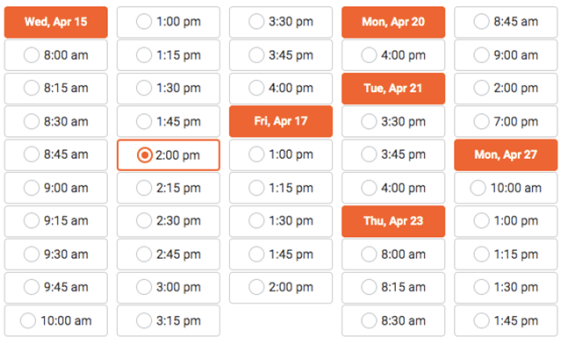 Wed, Apr 15
8:00 am
8:15 am
8:30 am
8:45 am
9:00 am
9:15 am
9:30 am
9:45 am
10:00 am
1:00 pm
1:15 pm
1:30 pm
1:45 pm
2:00 pm
2:15 pm
2:30 pm
2:45 pm
3:00 pm
3:15 pm
3:30 pm
3:45 pm
4:00 pm
Fri, Apr 17
1:00 pm
1:15 pm
1:30 pm
1:45 pm
2:00 pm
Mon, Apr 20
4:00 pm
Tue, Apr 21
3:30 pm
3:45 pm
4:00 pm
Thu, Apr 23
8:00 am
8:15 am
8:30 am
8:45 am
9:00 am
2:00 pm
7:00 pm
Mon, Apr 27
10:00 am
1:00 pm
1:15 pm
1:30 pm
1:45 pm